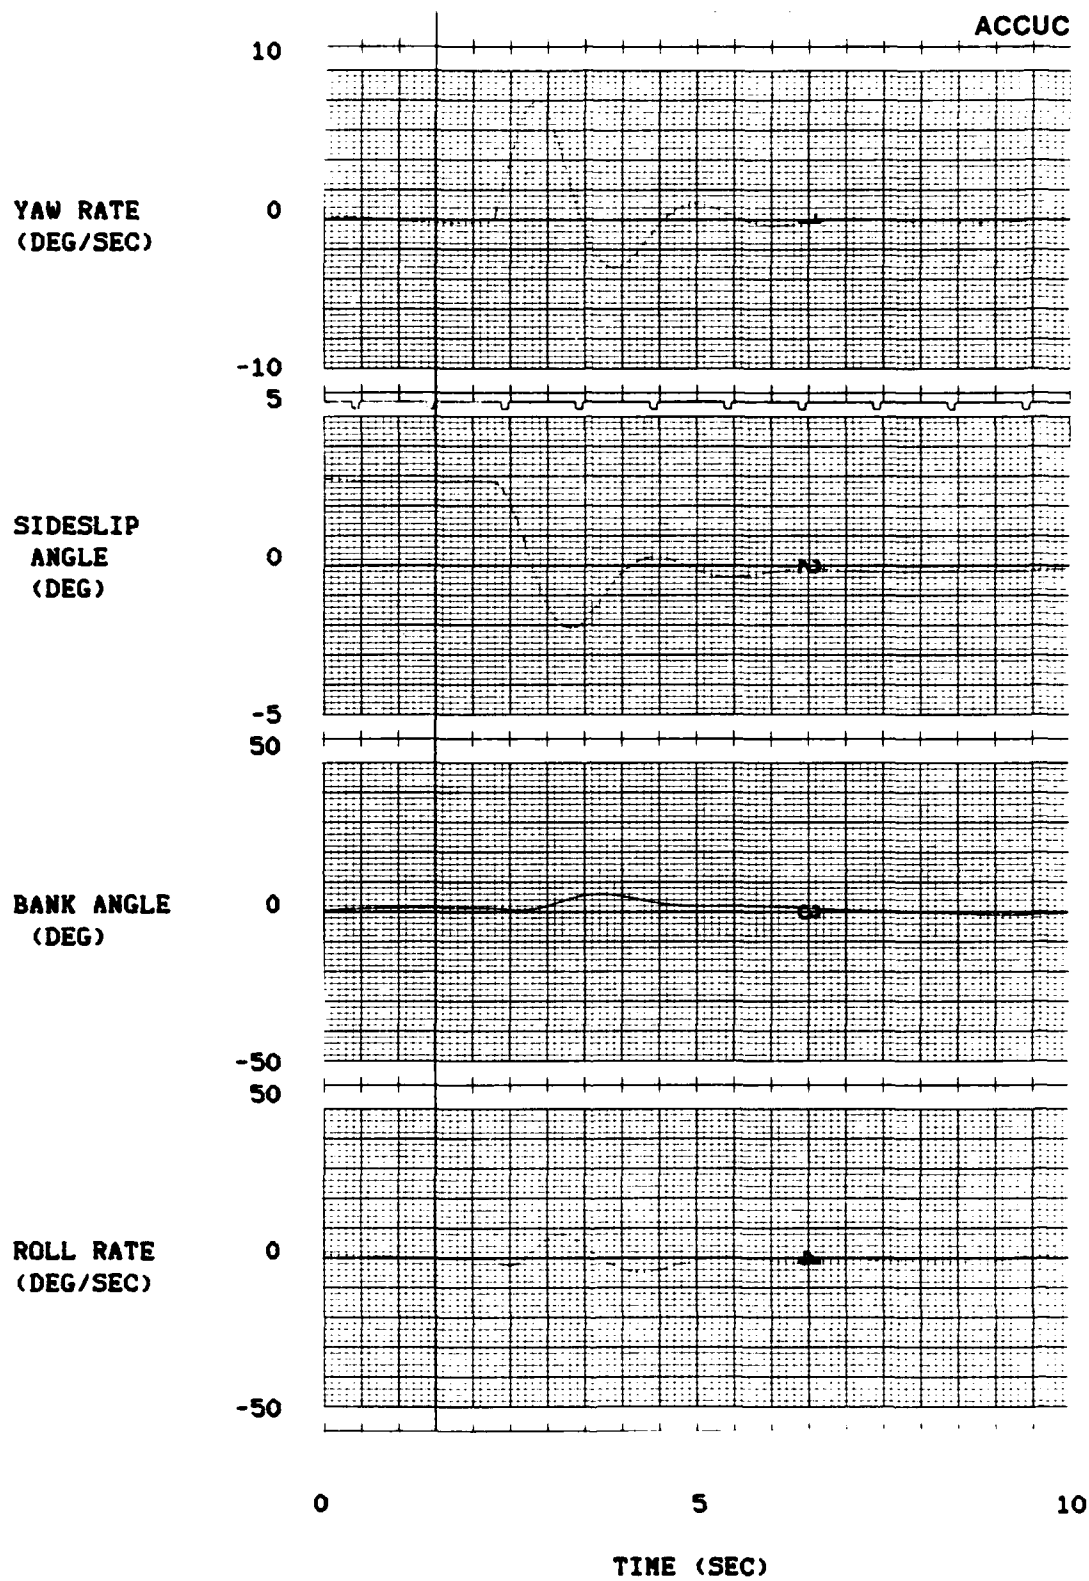 ACCUC
10
YAW RATE
(DEG/SEC)
0
-10
5
SIDESLIP
ANGLE
(DEG)
0
-5
50
BANK ANGLE
(DEG)
0
-50
50
ROLL RATE
(DEG/SEC)
0
-50
0 5 10
TIME (SEC)